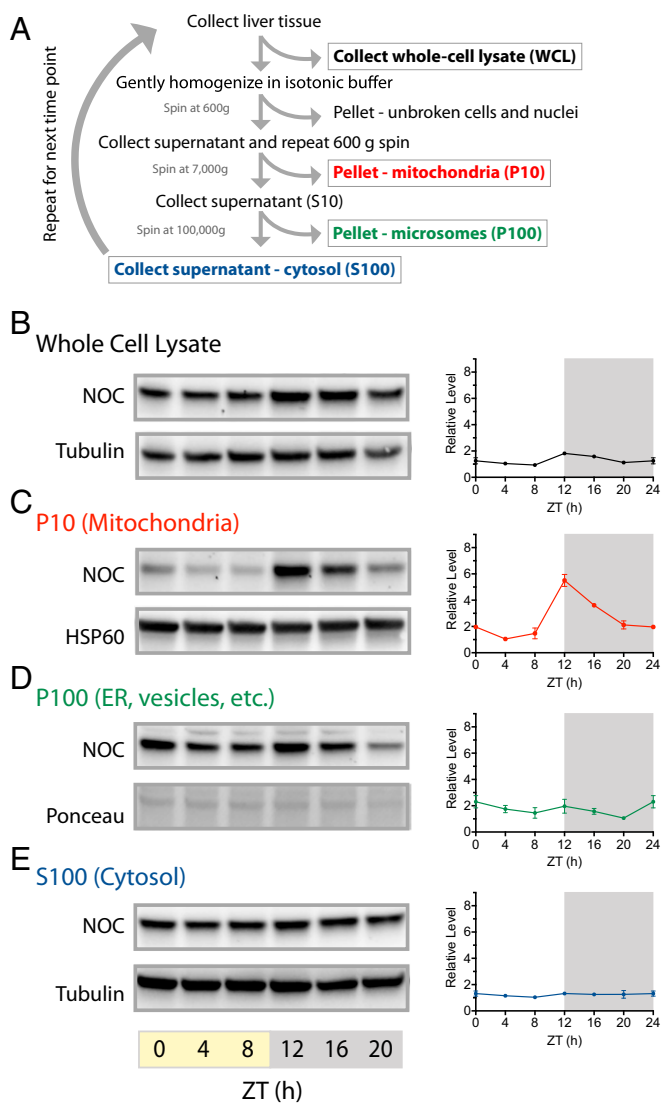 A
Collect liver tissue
Collect whole-cell lysate (WCL)
Gently homogenize in isotonic buffer
Spin at 600g
Pellet - unbroken cells and nuclei
Collect supernatant and repeat 600 g spin
Spin at 7,000g
Pellet - mitochondria (P10)
Collect supernatant (S10)
Spin at 100,000g
Pellet - microsomes (P100)
Collect supernatant - cytosol (S100)
Repeat for next time point
B
Whole Cell Lysate
NOC
Tubulin
Relative Level
8
6
4
2
0
0 4 8 12 16 20 24
ZT (h)
C
P10 (Mitochondria)
NOC
HSP60
Relative Level
8
6
4
2
0
0 4 8 12 16 20 24
ZT (h)
D
P100 (ER, vesicles, etc.)
NOC
Ponceau
Relative Level
8
6
4
2
0
0 4 8 12 16 20 24
ZT (h)
E
S100 (Cytosol)
NOC
Tubulin
Relative Level
8
6
4
2
0
0 4 8 12 16 20 24
ZT (h)
0 4 8 12 16 20
ZT (h)